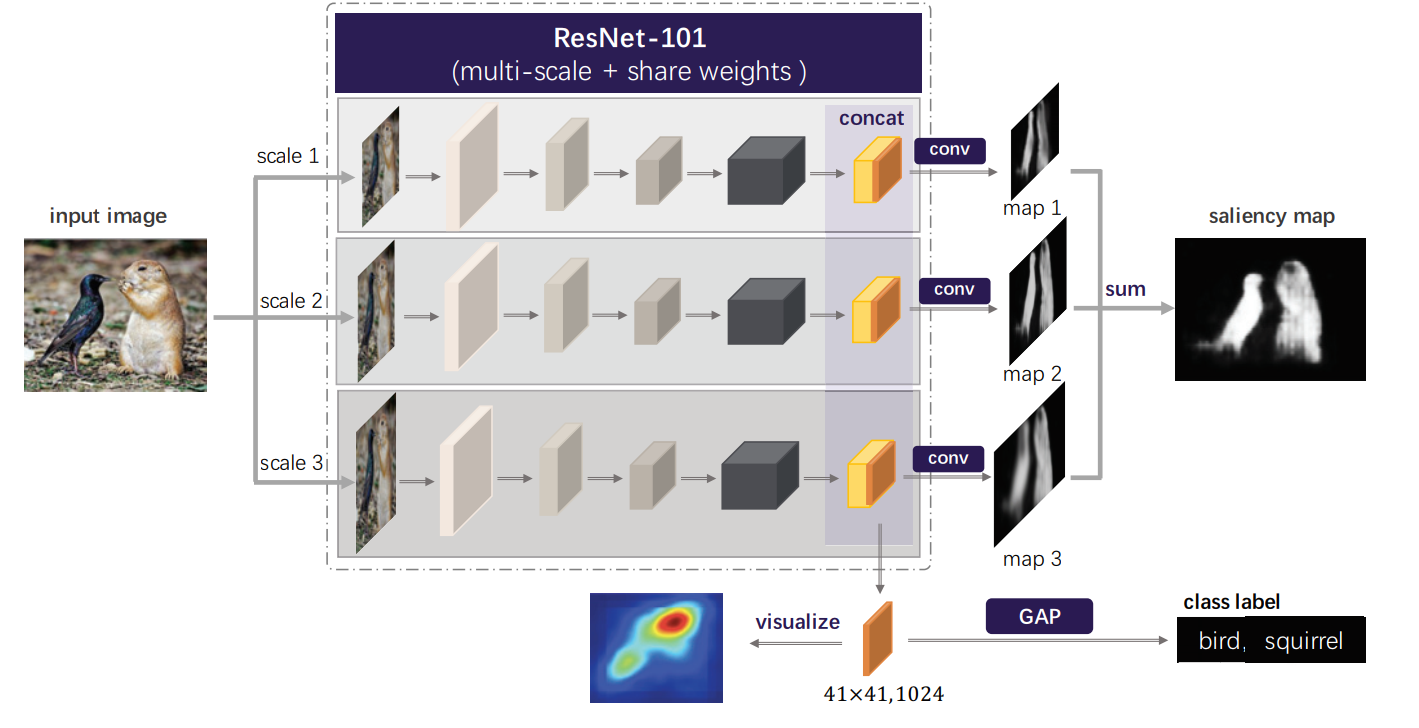 ResNet-101
(multi-scale + share weights )
concat
scale 1
conv
map 1
input image
saliency map
scale 2
conv
sum
map 2
scale 3
conv
map 3
visualize
GAP
class label
bird, squirrel
41×41,1024